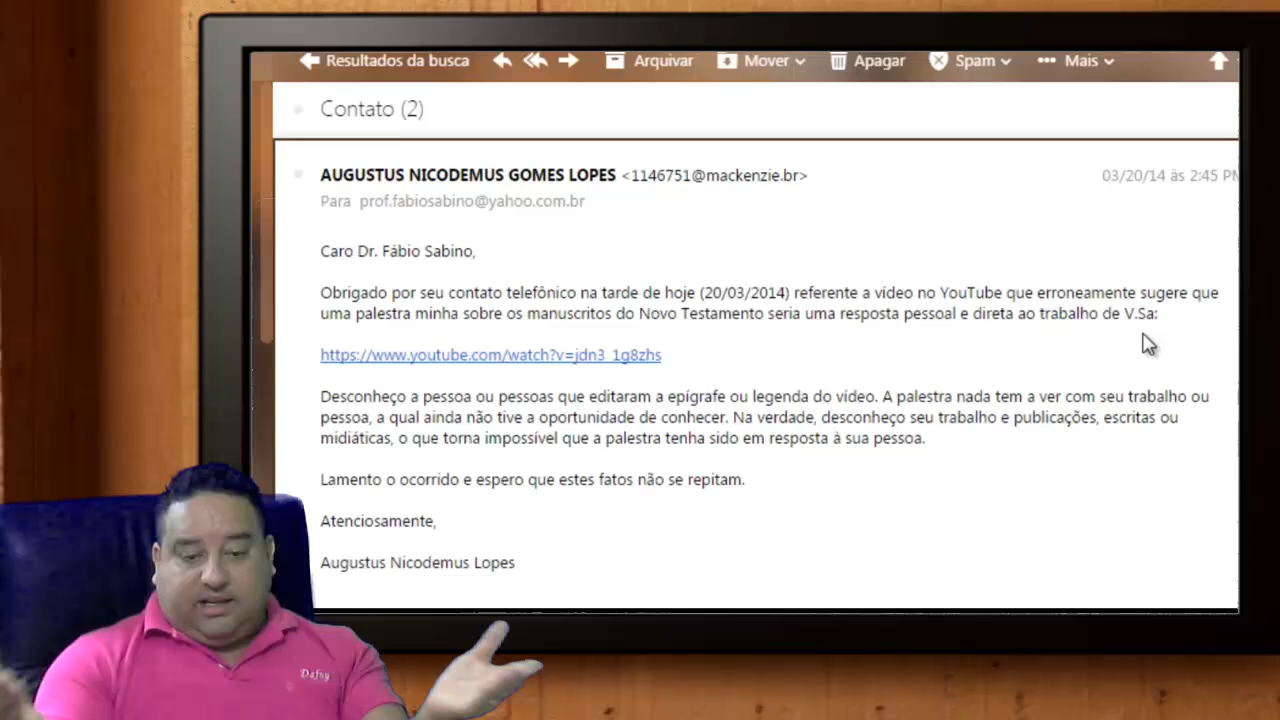 Resultados da busca Arquivar Mover Apagar Spam Mais
Contato (2)
AUGUSTUS NICODEMUS GOMES LOPES <1146751@mackenzie.br> 03/20/14 às 2:45 PM
Para prof.fabiosabino@yahoo.com.br
Caro Dr. Fábio Sabino,
Obrigado por seu contato telefônico na tarde de hoje (20/03/2014) referente a vídeo no YouTube que erroneamente sugere que
uma palestra minha sobre os manuscritos do Novo Testamento seria uma resposta pessoal e direta ao trabalho de V.Sa:
https://www.youtube.com/watch?v=jdn3_1g8zhs
Desconheço a pessoa ou pessoas que editaram a epígrafe ou legenda do vídeo. A palestra nada tem a ver com seu trabalho ou
pessoa, a qual ainda não tive a oportunidade de conhecer. Na verdade, desconheço seu trabalho e publicações, escritas ou
midiáticas, o que torna impossível que a palestra tenha sido em resposta à sua pessoa.
Lamento o ocorrido e espero que estes fatos não se repitam.
Atenciosamente,
Augustus Nicodemus Lopes
Dafny